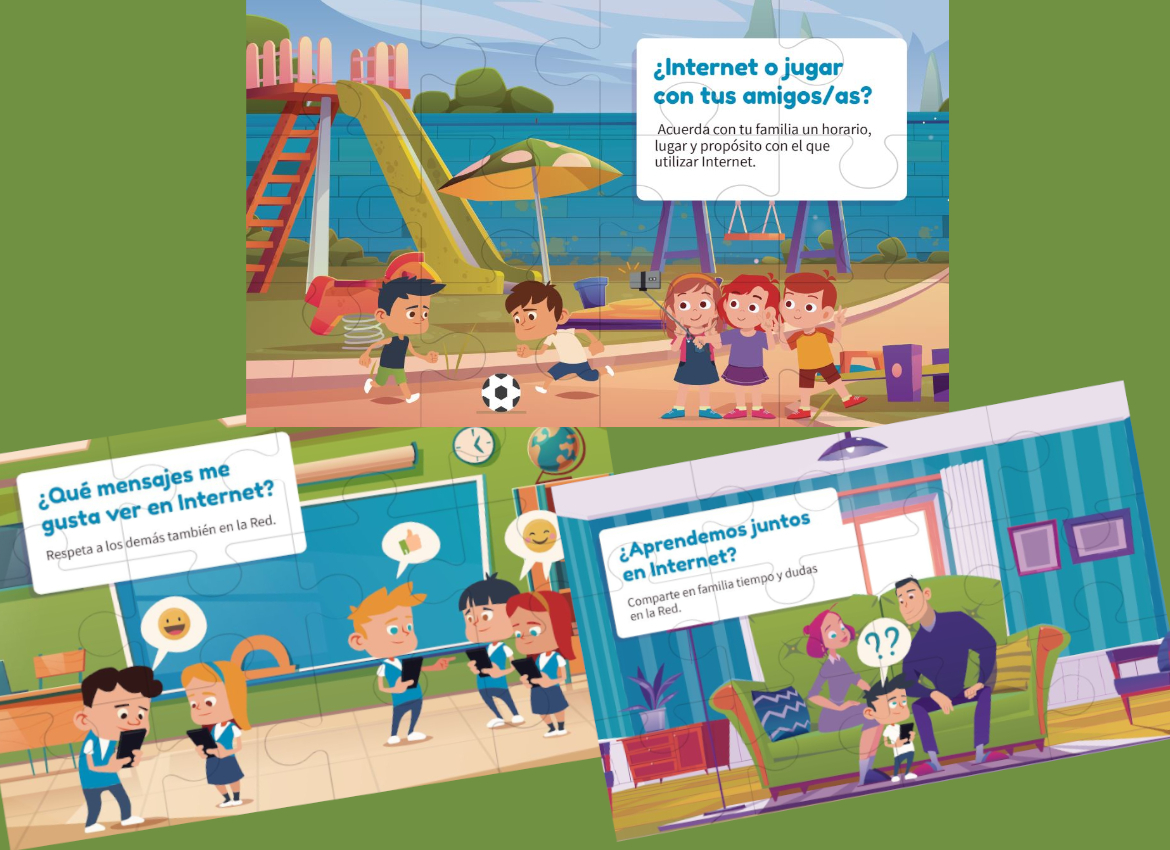 ¿Internet o jugar
con tus amigos/as?
Acuerda con tu familia un horario,
lugar y propósito con el que
utilizar Internet.
¿Qué mensajes me
gusta ver en Internet?
Respeta a los demás también en la Red.
¿Aprendemos juntos
en Internet?
Comparte en familia tiempo y dudas
en la Red.
??